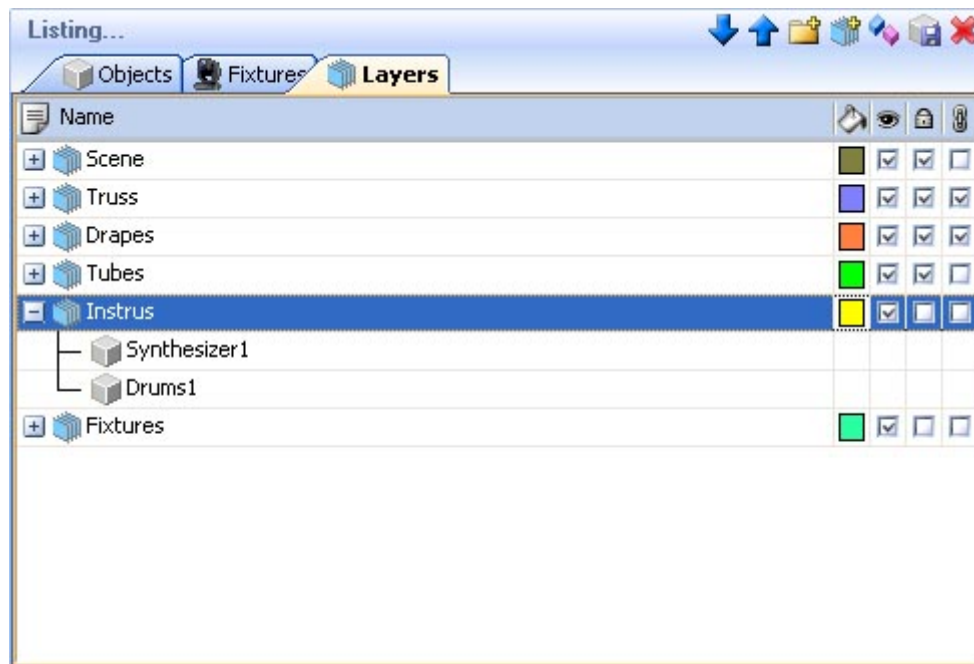 Listing...
Objects Fixtures Layers
Name
Scene
Truss
Drapes
Tubes
Instrus
Synthesizer1
Drums1
Fixtures